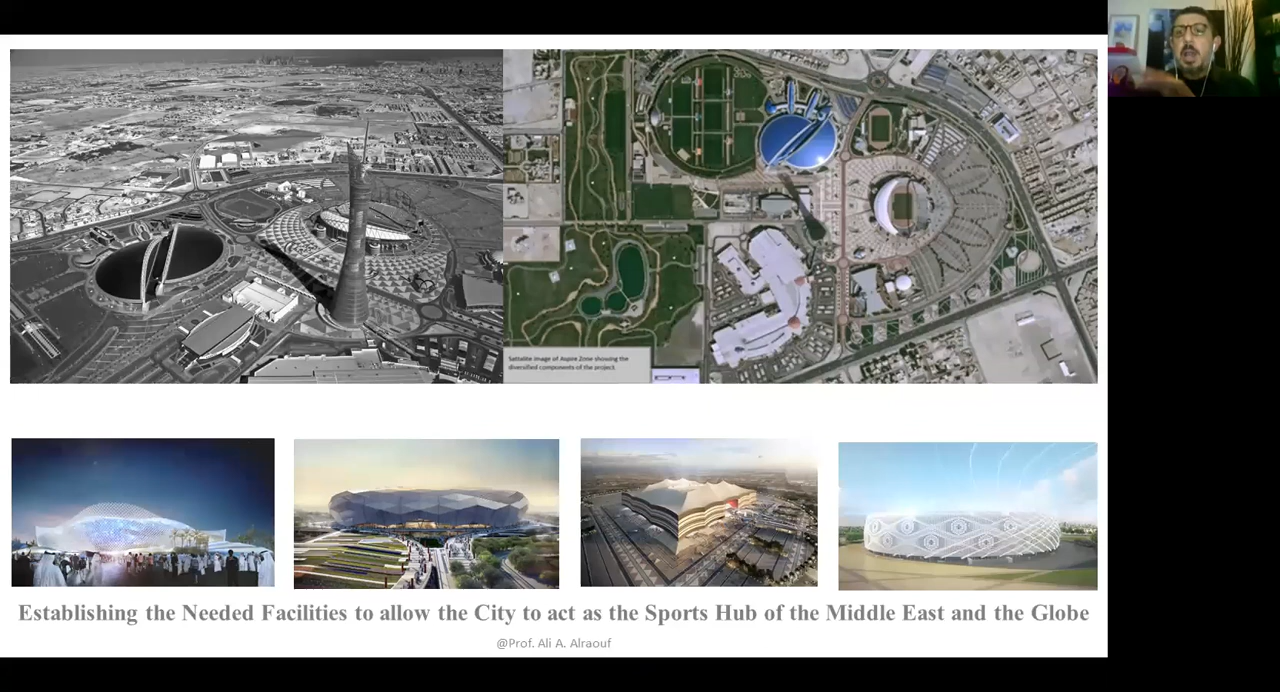 Sattalite image of Aspire Zone showing the
diversified components of the project.
Establishing the Needed Facilities to allow the City to act as the Sports Hub of the Middle East and the Globe
@Prof. Ali A. Alraouf